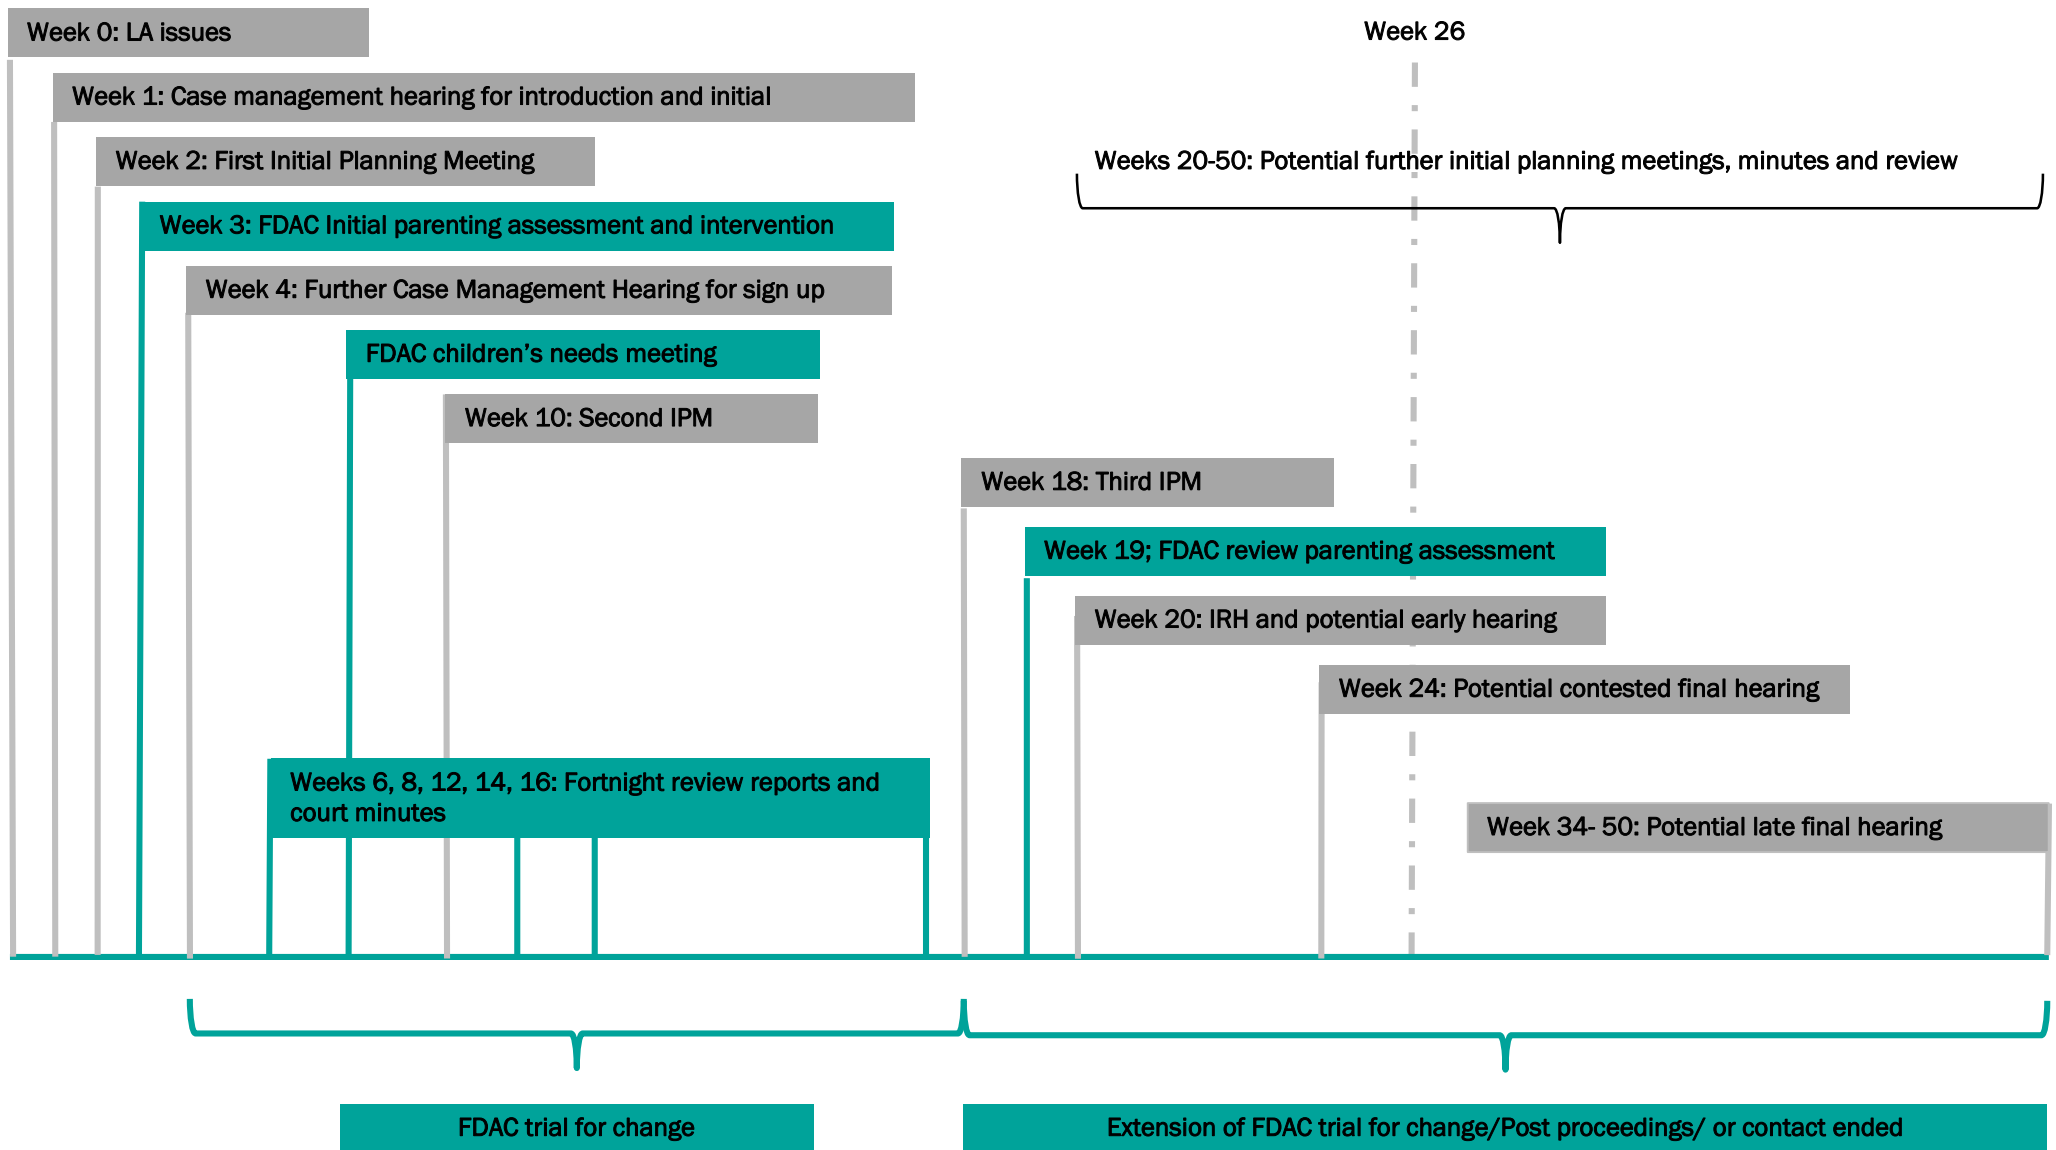 Week 0: LA issues
Week 26
Week 1: Case management hearing for introduction and initial
Week 2: First Initial Planning Meeting
Weeks 20-50: Potential further initial planning meetings, minutes and review
Week 3: FDAC Initial parenting assessment and intervention
Week 4: Further Case Management Hearing for sign up
FDAC children’s needs meeting
Week 10: Second IPM
Week 18: Third IPM
Week 19; FDAC review parenting assessment
Week 20: IRH and potential early hearing
Week 24: Potential contested final hearing
Weeks 6, 8, 12, 14, 16: Fortnight review reports and
court minutes
Week 34- 50: Potential late final hearing
FDAC trial for change
Extension of FDAC trial for change/Post proceedings/ or contact ended